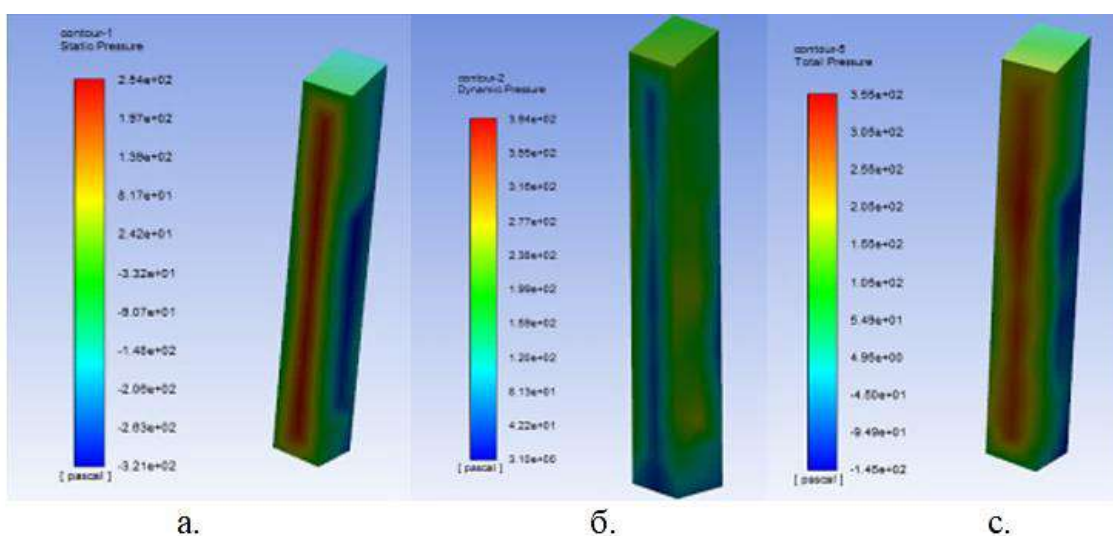 contour-1
Static Pressure
2.54e+02
1.97e+02
1.39e+02
8.17e+01
2.42e+01
-3.32e+01
-9.07e+01
-1.48e+02
-2.06e+02
-2.63e+02
-3.21e+02
[ pascal ]
а.
contour-2
Dynamic Pressure
3.94e+02
3.55e+02
3.16e+02
2.77e+02
2.38e+02
1.99e+02
1.59e+02
1.20e+02
8.13e+01
4.22e+01
3.10e+00
[ pascal ]
б.
contour-5
Total Pressure
3.55e+02
3.05e+02
2.55e+02
2.05e+02
1.55e+02
1.05e+02
5.49e+01
4.95e+00
-4.50e+01
-9.49e+01
-1.45e+02
[ pascal ]
с.